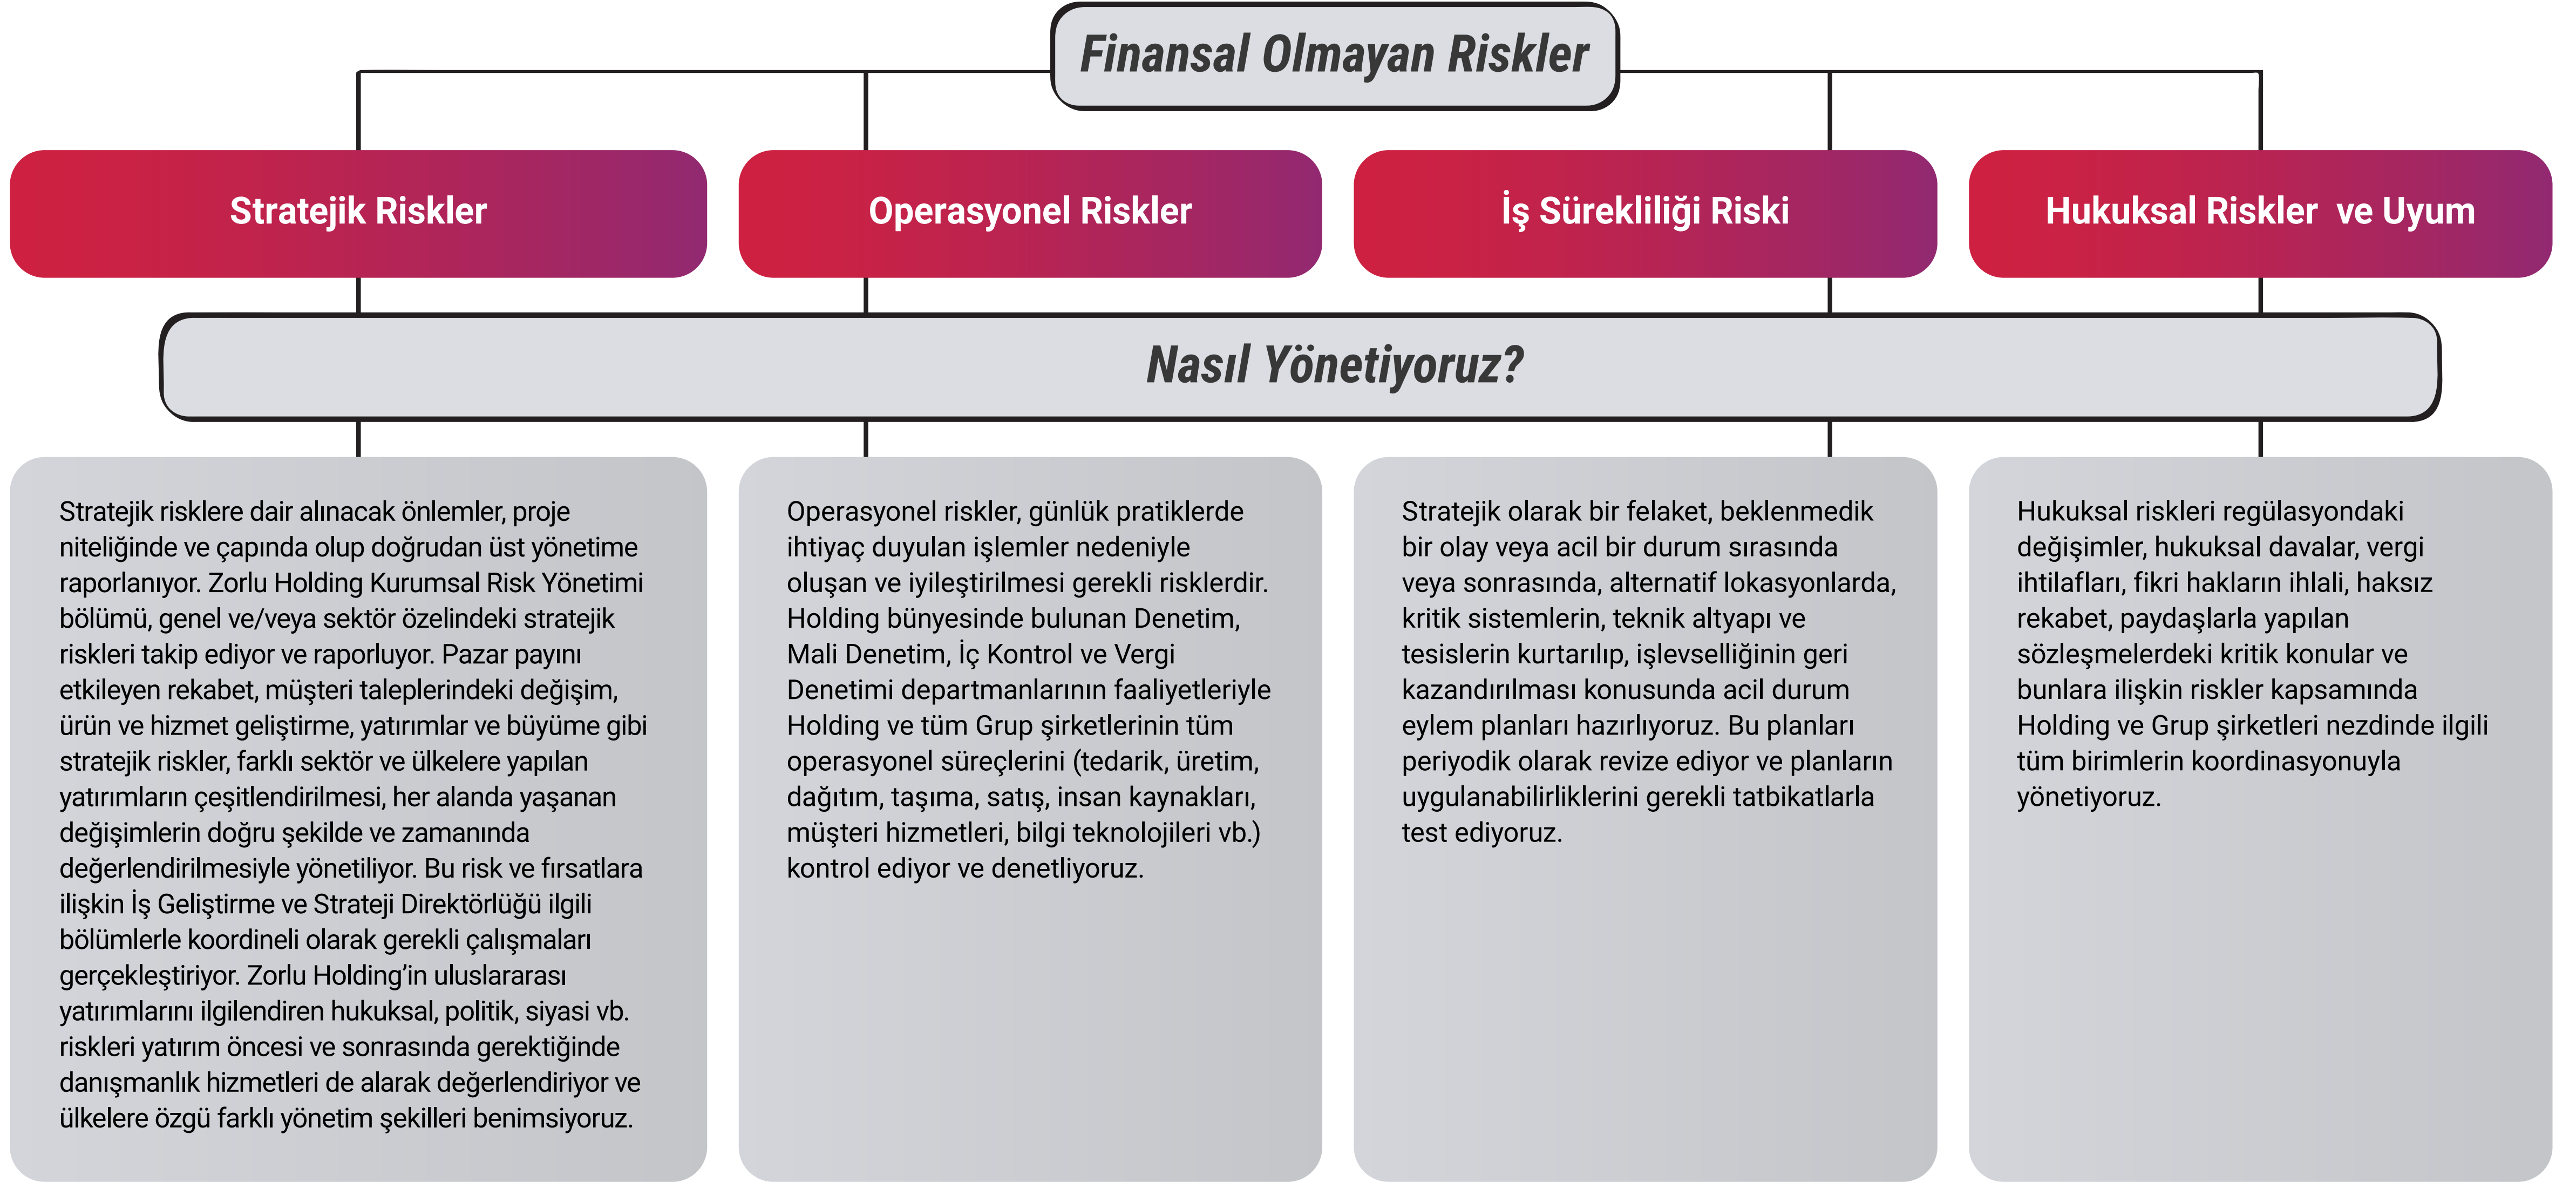 Finansal Olmayan Riskler
Stratejik Riskler
Operasyonel Riskler
İş Sürekliliği Riski
Hukuksal Riskler ve Uyum
Nasıl Yönetiyoruz?
Stratejik risklere dair alınacak önlemler, proje
niteliğinde ve çapında olup doğrudan üst yönetime
raporlanıyor. Zorlu Holding Kurumsal Risk Yönetimi
bölümü, genel ve/veya sektör özelindeki stratejik
riskleri takip ediyor ve raporluyor. Pazar payını
etkileyen rekabet, müşteri taleplerindeki değişim,
ürün ve hizmet geliştirme, yatırımlar ve büyüme gibi
stratejik riskler, farklı sektör ve ülkelere yapılan
yatırımların çeşitlendirilmesi, her alanda yaşanan
değişimlerin doğru şekilde ve zamanında
değerlendirilmesiyle yönetiliyor. Bu risk ve fırsatlara
ilişkin İş Geliştirme ve Strateji Direktörlüğü ilgili
bölümlerle koordineli olarak gerekli çalışmaları
gerçekleştiriyor. Zorlu Holding’in uluslararası
yatırımlarını ilgilendiren hukuksal, politik, siyasi vb.
riskleri yatırım öncesi ve sonrasında gerektiğinde
danışmanlık hizmetleri de alarak değerlendiriyor ve
ülkelere özgü farklı yönetim şekilleri benimsiyoruz.
Operasyonel riskler, günlük pratiklerde
ihtiyaç duyulan işlemler nedeniyle
oluşan ve iyileştirilmesi gerekli risklerdir.
Holding bünyesinde bulunan Denetim,
Mali Denetim, İç Kontrol ve Vergi
Denetimi departmanlarının faaliyetleriyle
Holding ve tüm Grup şirketlerinin tüm
operasyonel süreçlerini (tedarik, üretim,
dağıtım, taşıma, satış, insan kaynakları,
müşteri hizmetleri, bilgi teknolojileri vb.)
kontrol ediyor ve denetliyoruz.
Stratejik olarak bir felaket, beklenmedik
bir olay veya acil bir durum sırasında
veya sonrasında, alternatif lokasyonlarda,
kritik sistemlerin, teknik altyapı ve
tesislerin kurtarılıp, işlevselliğinin geri
kazandırılması konusunda acil durum
eylem planları hazırlıyoruz. Bu planları
periyodik olarak revize ediyor ve planların
uygulanabilirliklerini gerekli tatbikatlarla
test ediyoruz.
Hukuksal riskleri regülasyondaki
değişimler, hukuksal davalar, vergi
ihtilafları, fikri hakların ihlali, haksız
rekabet, paydaşlarla yapılan
sözleşmelerdeki kritik konular ve
bunlara ilişkin riskler kapsamında
Holding ve Grup şirketleri nezdinde ilgili
tüm birimlerin koordinasyonuyla
yönetiyoruz.